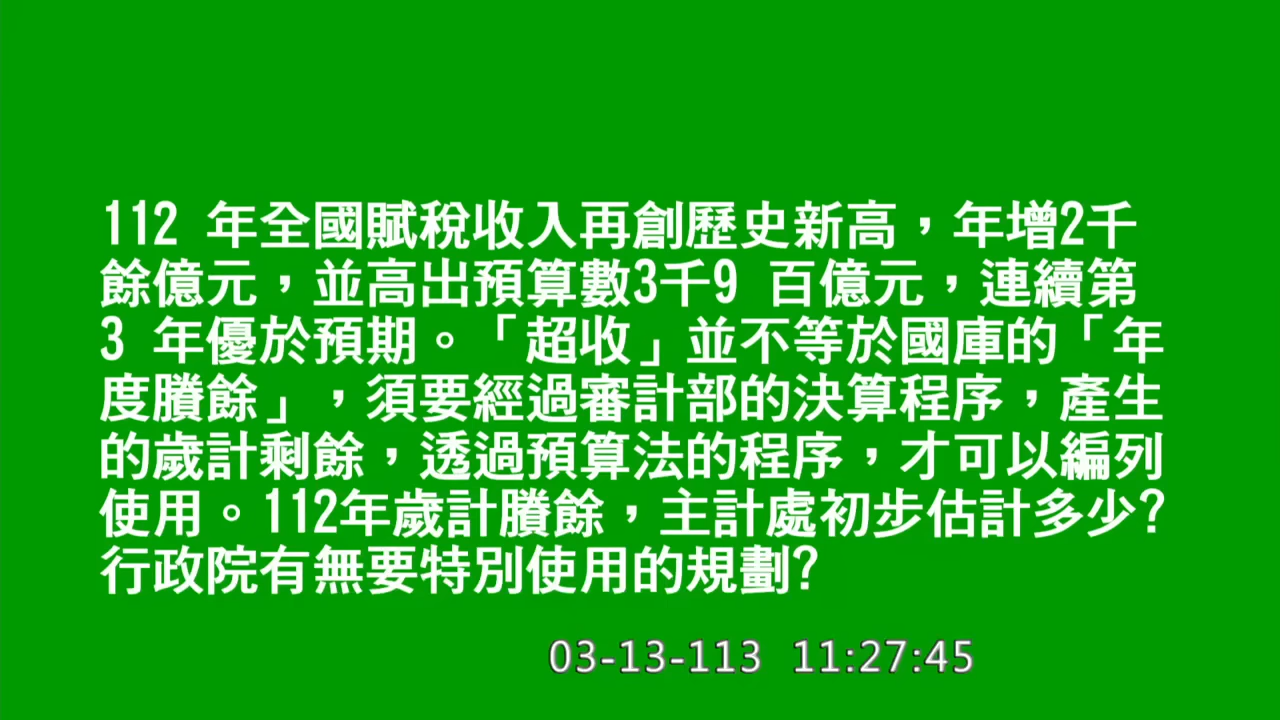 112 年全國賦稅收入再創歷史新高，年增2千
餘億元，並高出預算數3千9 百億元，連續第
3 年優於預期。「超收」並不等於國庫的「年
度賸餘」，須要經過審計部的決算程序，產生
的歲計剩餘，透過預算法的程序，才可以編列
使用。112年歲計賸餘，主計處初步估計多少?
行政院有無要特別使用的規劃?
03-13-113 11:27:45